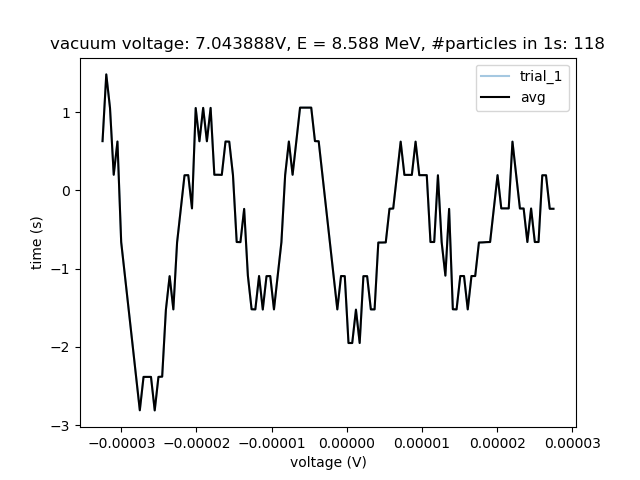 vacuum voltage: 7.043888V, E = 8.588 MeV, #particles in 1s: 118
trial_1
avg
1
0
−1
−2
−3
time (s)
−0.00003 −0.00002 −0.00001 0.00000 0.00001 0.00002 0.00003
voltage (V)